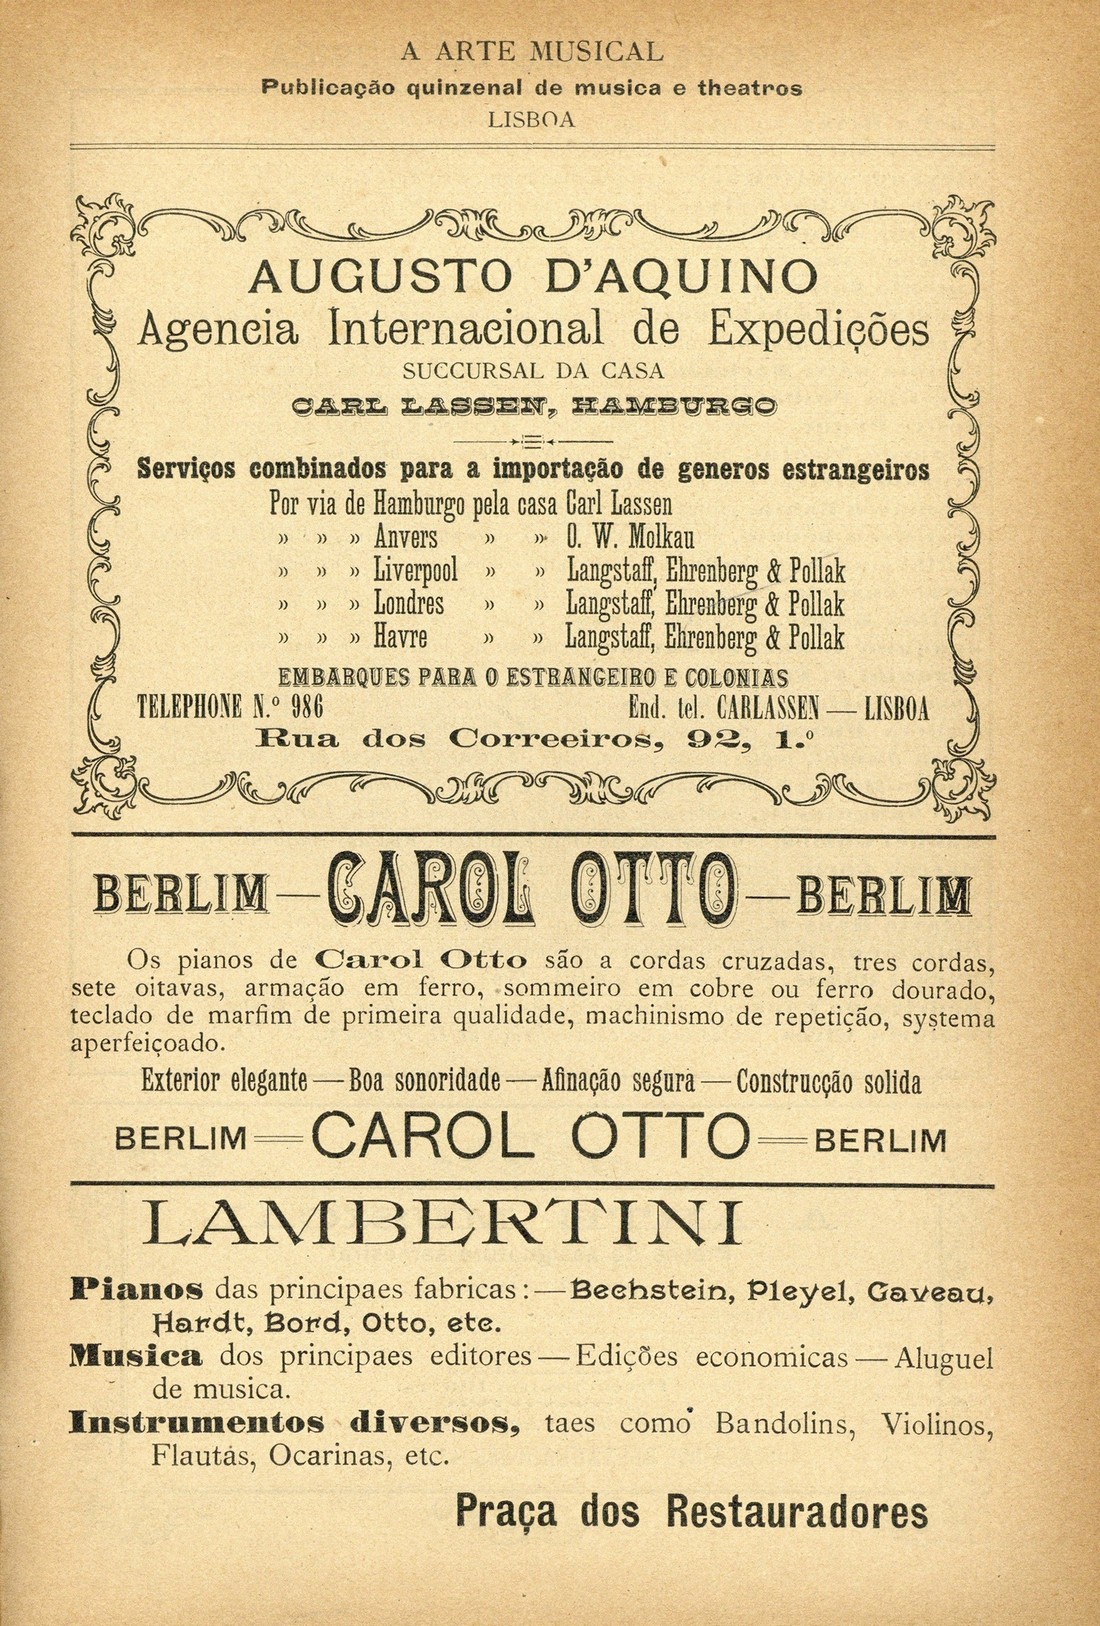 A ARTE MUSICAL
Publicação quinzenal de musica e theatros
LISBOA
AUGUSTO D'AQUINO
Agencia Internacional de Expedições
SUCCURSAL DA CASA
CARL LASSEN, HAMBURGO
Serviços combinados para a importação de generos estrangeiros
Por via de Hamburgo pela casa Carl Lassen
» » » Anvers » » O. W. Molkau
» » » Liverpool » » Langstaff, Ehrenberg & Pollak
» » » Londres » » Langstaff, Ehrenberg & Pollak
» » » Havre » » Langstaff, Ehrenberg & Pollak
EMBARQUES PARA O ESTRANGEIRO E COLONIAS
TELEPHONE N.º 986 End. tel. CARLASSEN — LISBOA
Rua dos Correeiros, 92, 1.º
BERLIM — CAROL OTTO — BERLIM
Os pianos de Carol Otto são a cordas cruzadas, tres cordas,
sete oitavas, armação em ferro, sommeiro em cobre ou ferro dourado,
teclado de marfim de primeira qualidade, machinismo de repetição, systema
aperfeiçoado.
Exterior elegante — Boa sonoridade — Afinação segura — Construcção solida
BERLIM — CAROL OTTO — BERLIM
LAMBERTINI
Pianos das principaes fabricas: — Bechstein, Pleyel, Gaveau,
Hardt, Bord, Otto, etc.
Musica dos principaes editores — Edições economicas — Aluguel
de musica.
Instrumentos diversos, taes como Bandolins, Violinos,
Flautas, Ocarinas, etc.
Praça dos Restauradores